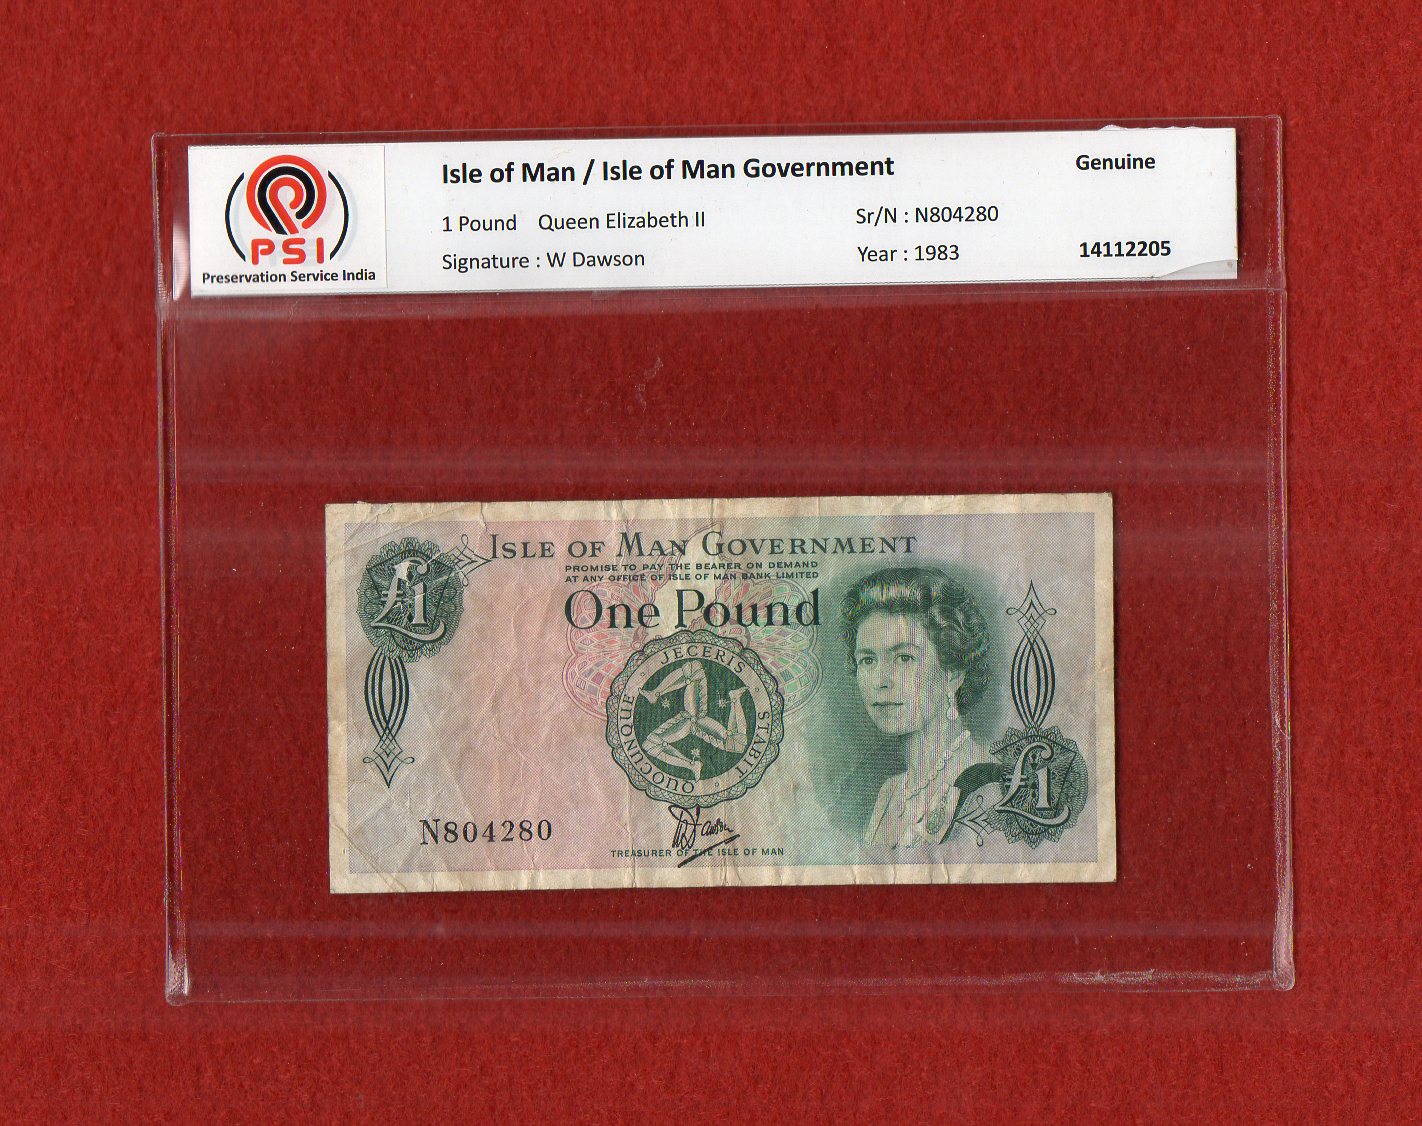 PSI
Preservation Service India
Isle of Man / Isle of Man Government
Genuine
1 Pound Queen Elizabeth II
Sr/N : N804280
Signature : W Dawson
Year : 1983
14112205
£1
ISLE OF MAN GOVERNMENT
PROMISE TO PAY THE BEARER ON DEMAND
AT ANY OFFICE OF ISLE OF MAN BANK LIMITED
One Pound
QUOCUNQUE JECERIS STABIT
£1
N804280
W Dawson
TREASURER OF THE ISLE OF MAN